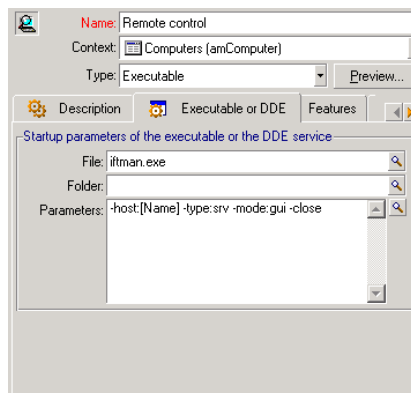 Name: Remote control
Context: Computers (amComputer)
Type: Executable Preview...
Description Executable or DDE Features
Startup parameters of the executable or the DDE service
File: iftman.exe
Folder:
Parameters: -host:[Name] -type:srv -mode:gui -close